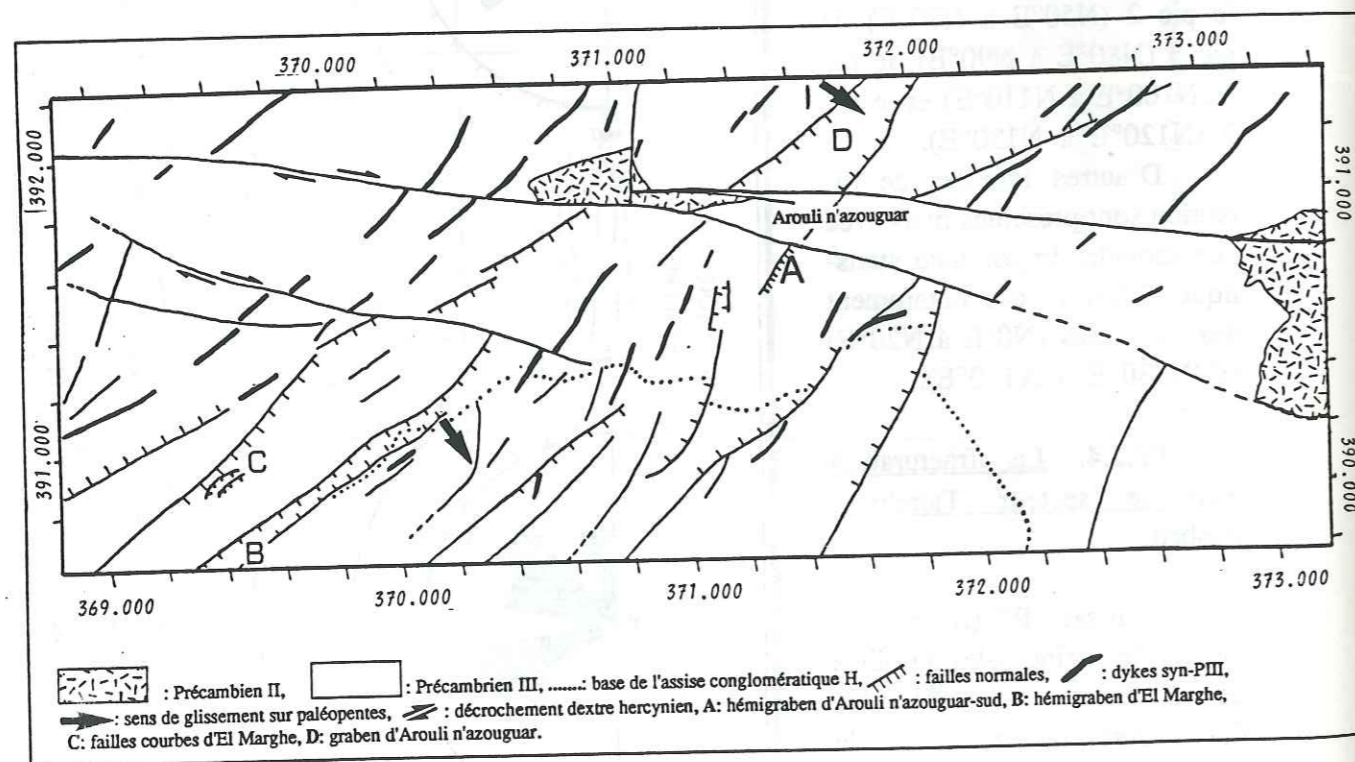 370.000 371.000 372.000 373.000
392.000
391.000
391.000
390.000
D
Arouli n'azouguar
A
C
B
369.000 370.000 371.000 372.000 373.000
: Précambien II, : Précambrien III, .......: base de l'assise conglomératique H, : failles normales, : dykes syn-PIII,
: sens de glissement sur paléopentes, : décrochement dextre hercynien, A: hémigraben d'Arouli n'azouguar-sud, B: hémigraben d'El Marghe,
C: failles courbes d'El Marghe, D: graben d'Arouli n'azouguar.